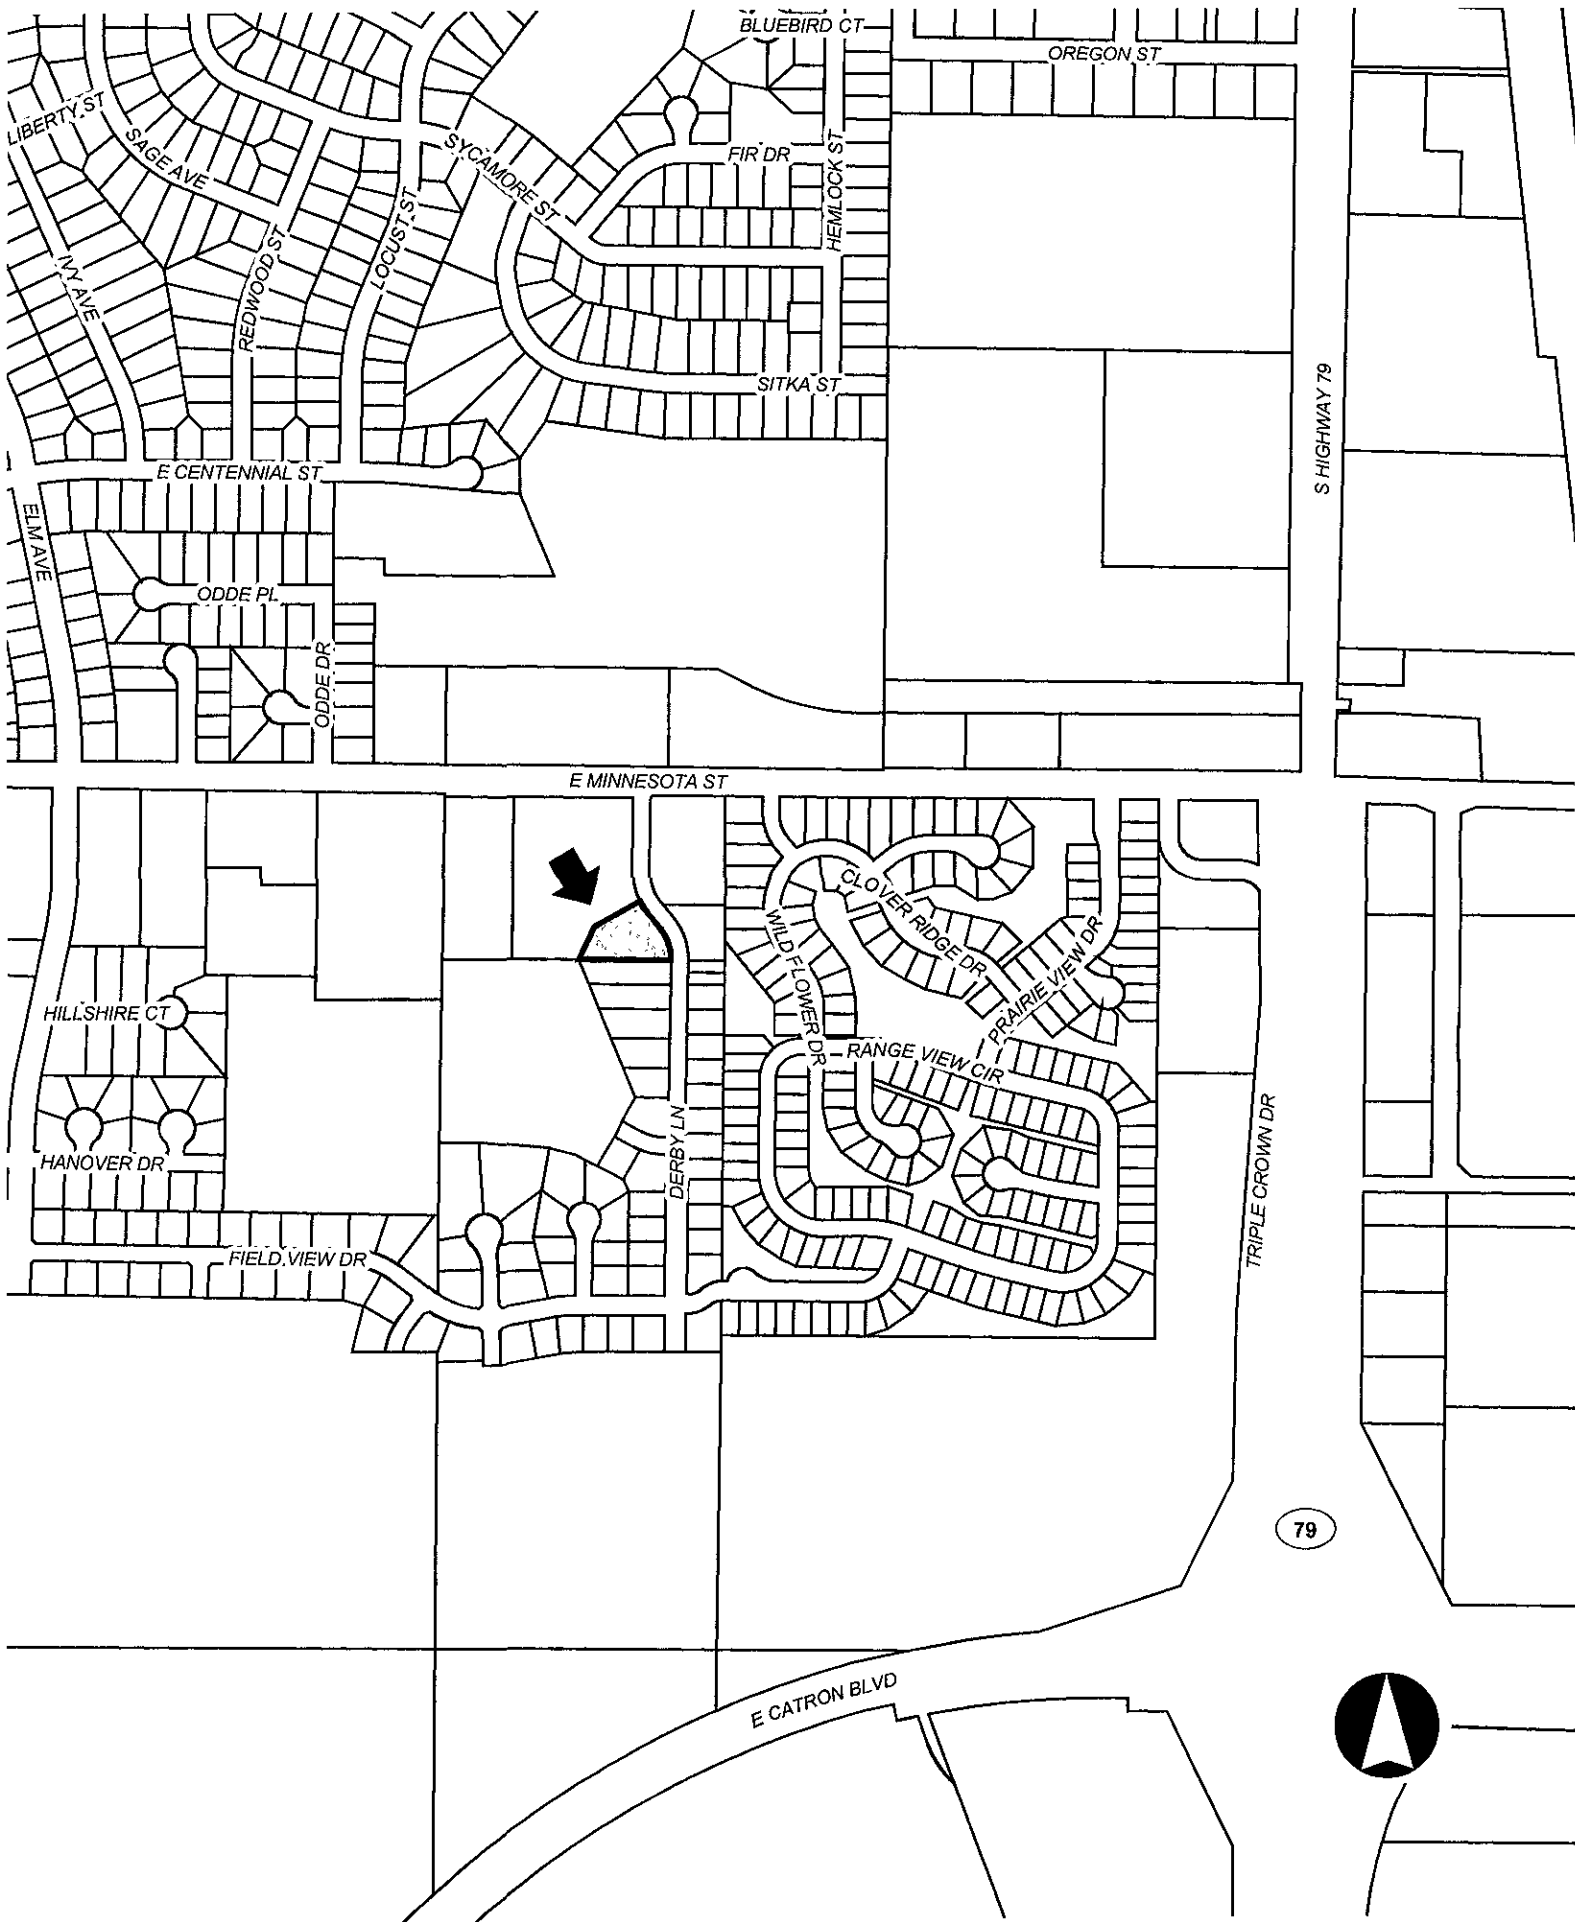 BLUEBIRD CT
OREGON ST
LIBERTY ST
SAGE AVE
SYCAMORE ST
FIR DR
HEMLOCK ST
LOCUST ST
REDWOOD ST
IVY AVE
SITKA ST
S HIGHWAY 79
E CENTENNIAL ST
ELM AVE
ODDE PL
ODDE DR
E MINNESOTA ST
CLOVER RIDGE DR
WILD FLOWER DR
PRAIRIE VIEW DR
HILLSHIRE CT
RANGE VIEW CIR
DERBY LN
HANOVER DR
TRIPLE CROWN DR
FIELD VIEW DR
79
E CATRON BLVD